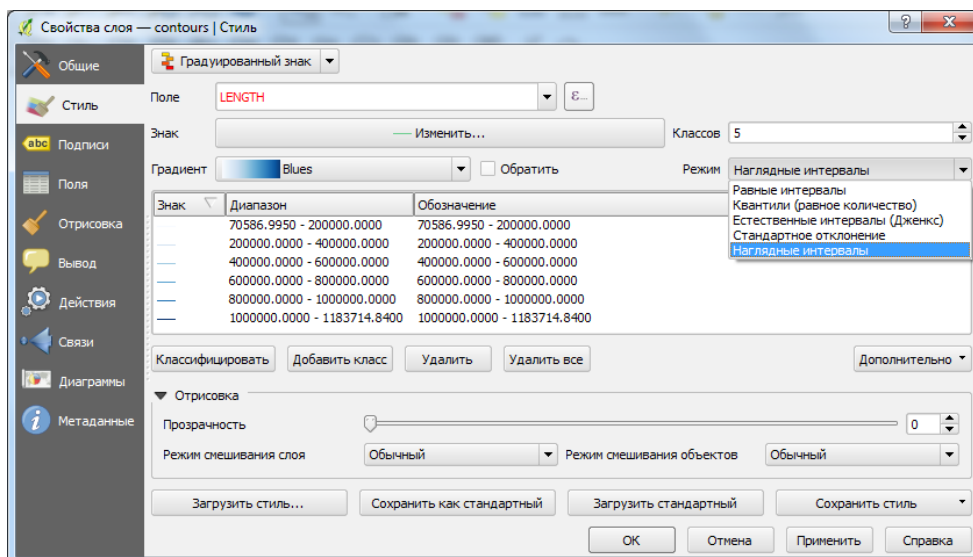 Свойства слоя — contours | Стиль
Общие
Стиль
Подписи
Поля
Отрисовка
Вывод
Действия
Связи
Диаграммы
Метаданные
Градуированный знак
Поле LENGTH ε...
Знак Изменить... Классов 5
Градиент Blues Обратить Режим Наглядные интервалы
Равные интервалы
Квантили (равное количество)
Естественные интервалы (Дженкс)
Стандартное отклонение
Наглядные интервалы
Знак Диапазон Обозначение
70586.9950 - 200000.0000 70586.9950 - 200000.0000
200000.0000 - 400000.0000 200000.0000 - 400000.0000
400000.0000 - 600000.0000 400000.0000 - 600000.0000
600000.0000 - 800000.0000 600000.0000 - 800000.0000
800000.0000 - 1000000.0000 800000.0000 - 1000000.0000
1000000.0000 - 1183714.8400 1000000.0000 - 1183714.8400
Классифицировать Добавить класс Удалить Удалить все Дополнительно
Отрисовка
Прозрачность 0
Режим смешивания слоя Обычный Режим смешивания объектов Обычный
Загрузить стиль... Сохранить как стандартный Загрузить стандартный Сохранить стиль
OK Отмена Применить Справка